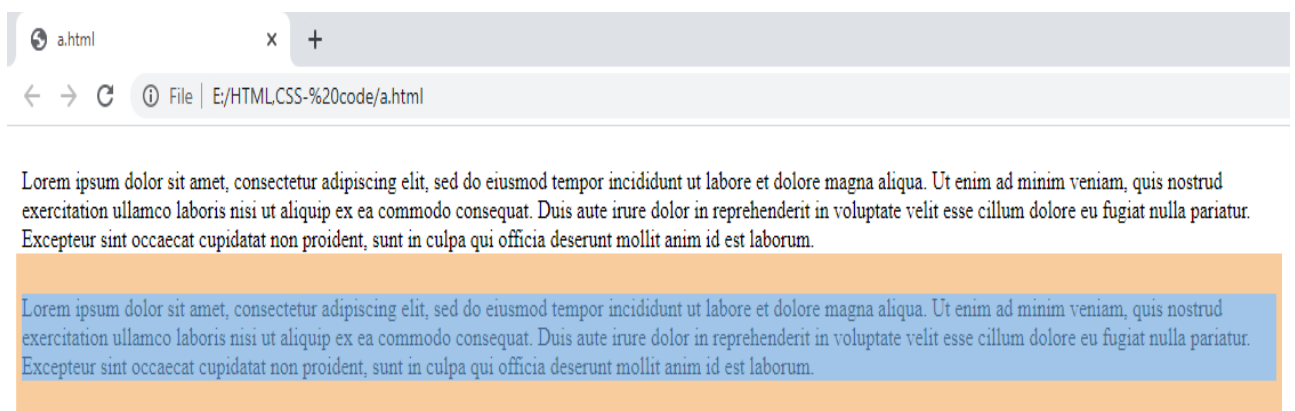 a.html
File E:/HTML,CSS-%20code/a.html
Lorem ipsum dolor sit amet, consectetur adipiscing elit, sed do eiusmod tempor incididunt ut labore et dolore magna aliqua. Ut enim ad minim veniam, quis nostrud
exercitation ullamco laboris nisi ut aliquip ex ea commodo consequat. Duis aute irure dolor in reprehenderit in voluptate velit esse cillum dolore eu fugiat nulla pariatur.
Excepteur sint occaecat cupidatat non proident, sunt in culpa qui officia deserunt mollit anim id est laborum.
Lorem ipsum dolor sit amet, consectetur adipiscing elit, sed do eiusmod tempor incididunt ut labore et dolore magna aliqua. Ut enim ad minim veniam, quis nostrud
exercitation ullamco laboris nisi ut aliquip ex ea commodo consequat. Duis aute irure dolor in reprehenderit in voluptate velit esse cillum dolore eu fugiat nulla pariatur.
Excepteur sint occaecat cupidatat non proident, sunt in culpa qui officia deserunt mollit anim id est laborum.